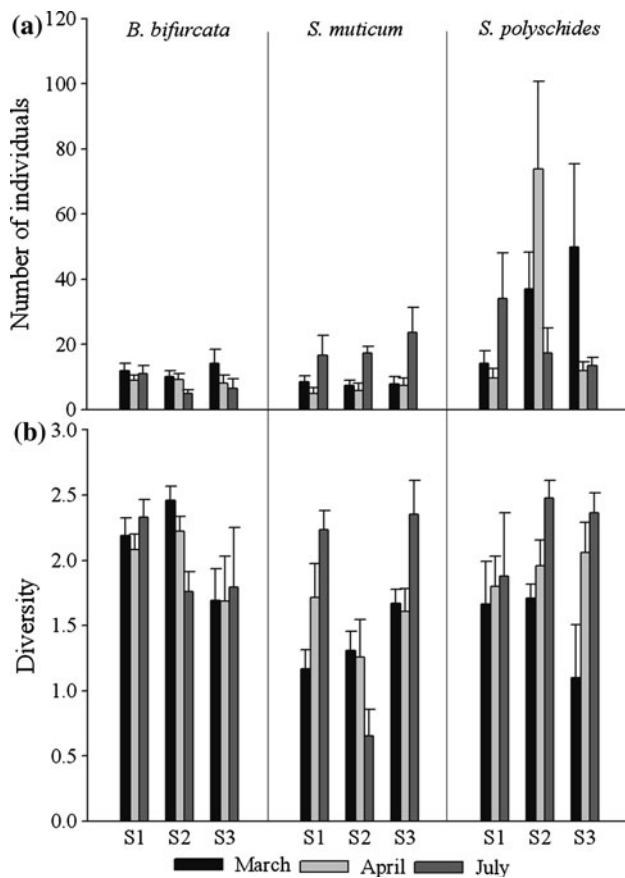 (a)
B. bifurcata S. muticum S. polyschides
120
100
80
60
40
20
0
Number of individuals
(b)
3.0
2.5
2.0
1.5
1.0
0.5
0.0
Diversity
S1 S2 S3 S1 S2 S3 S1 S2 S3
March April July